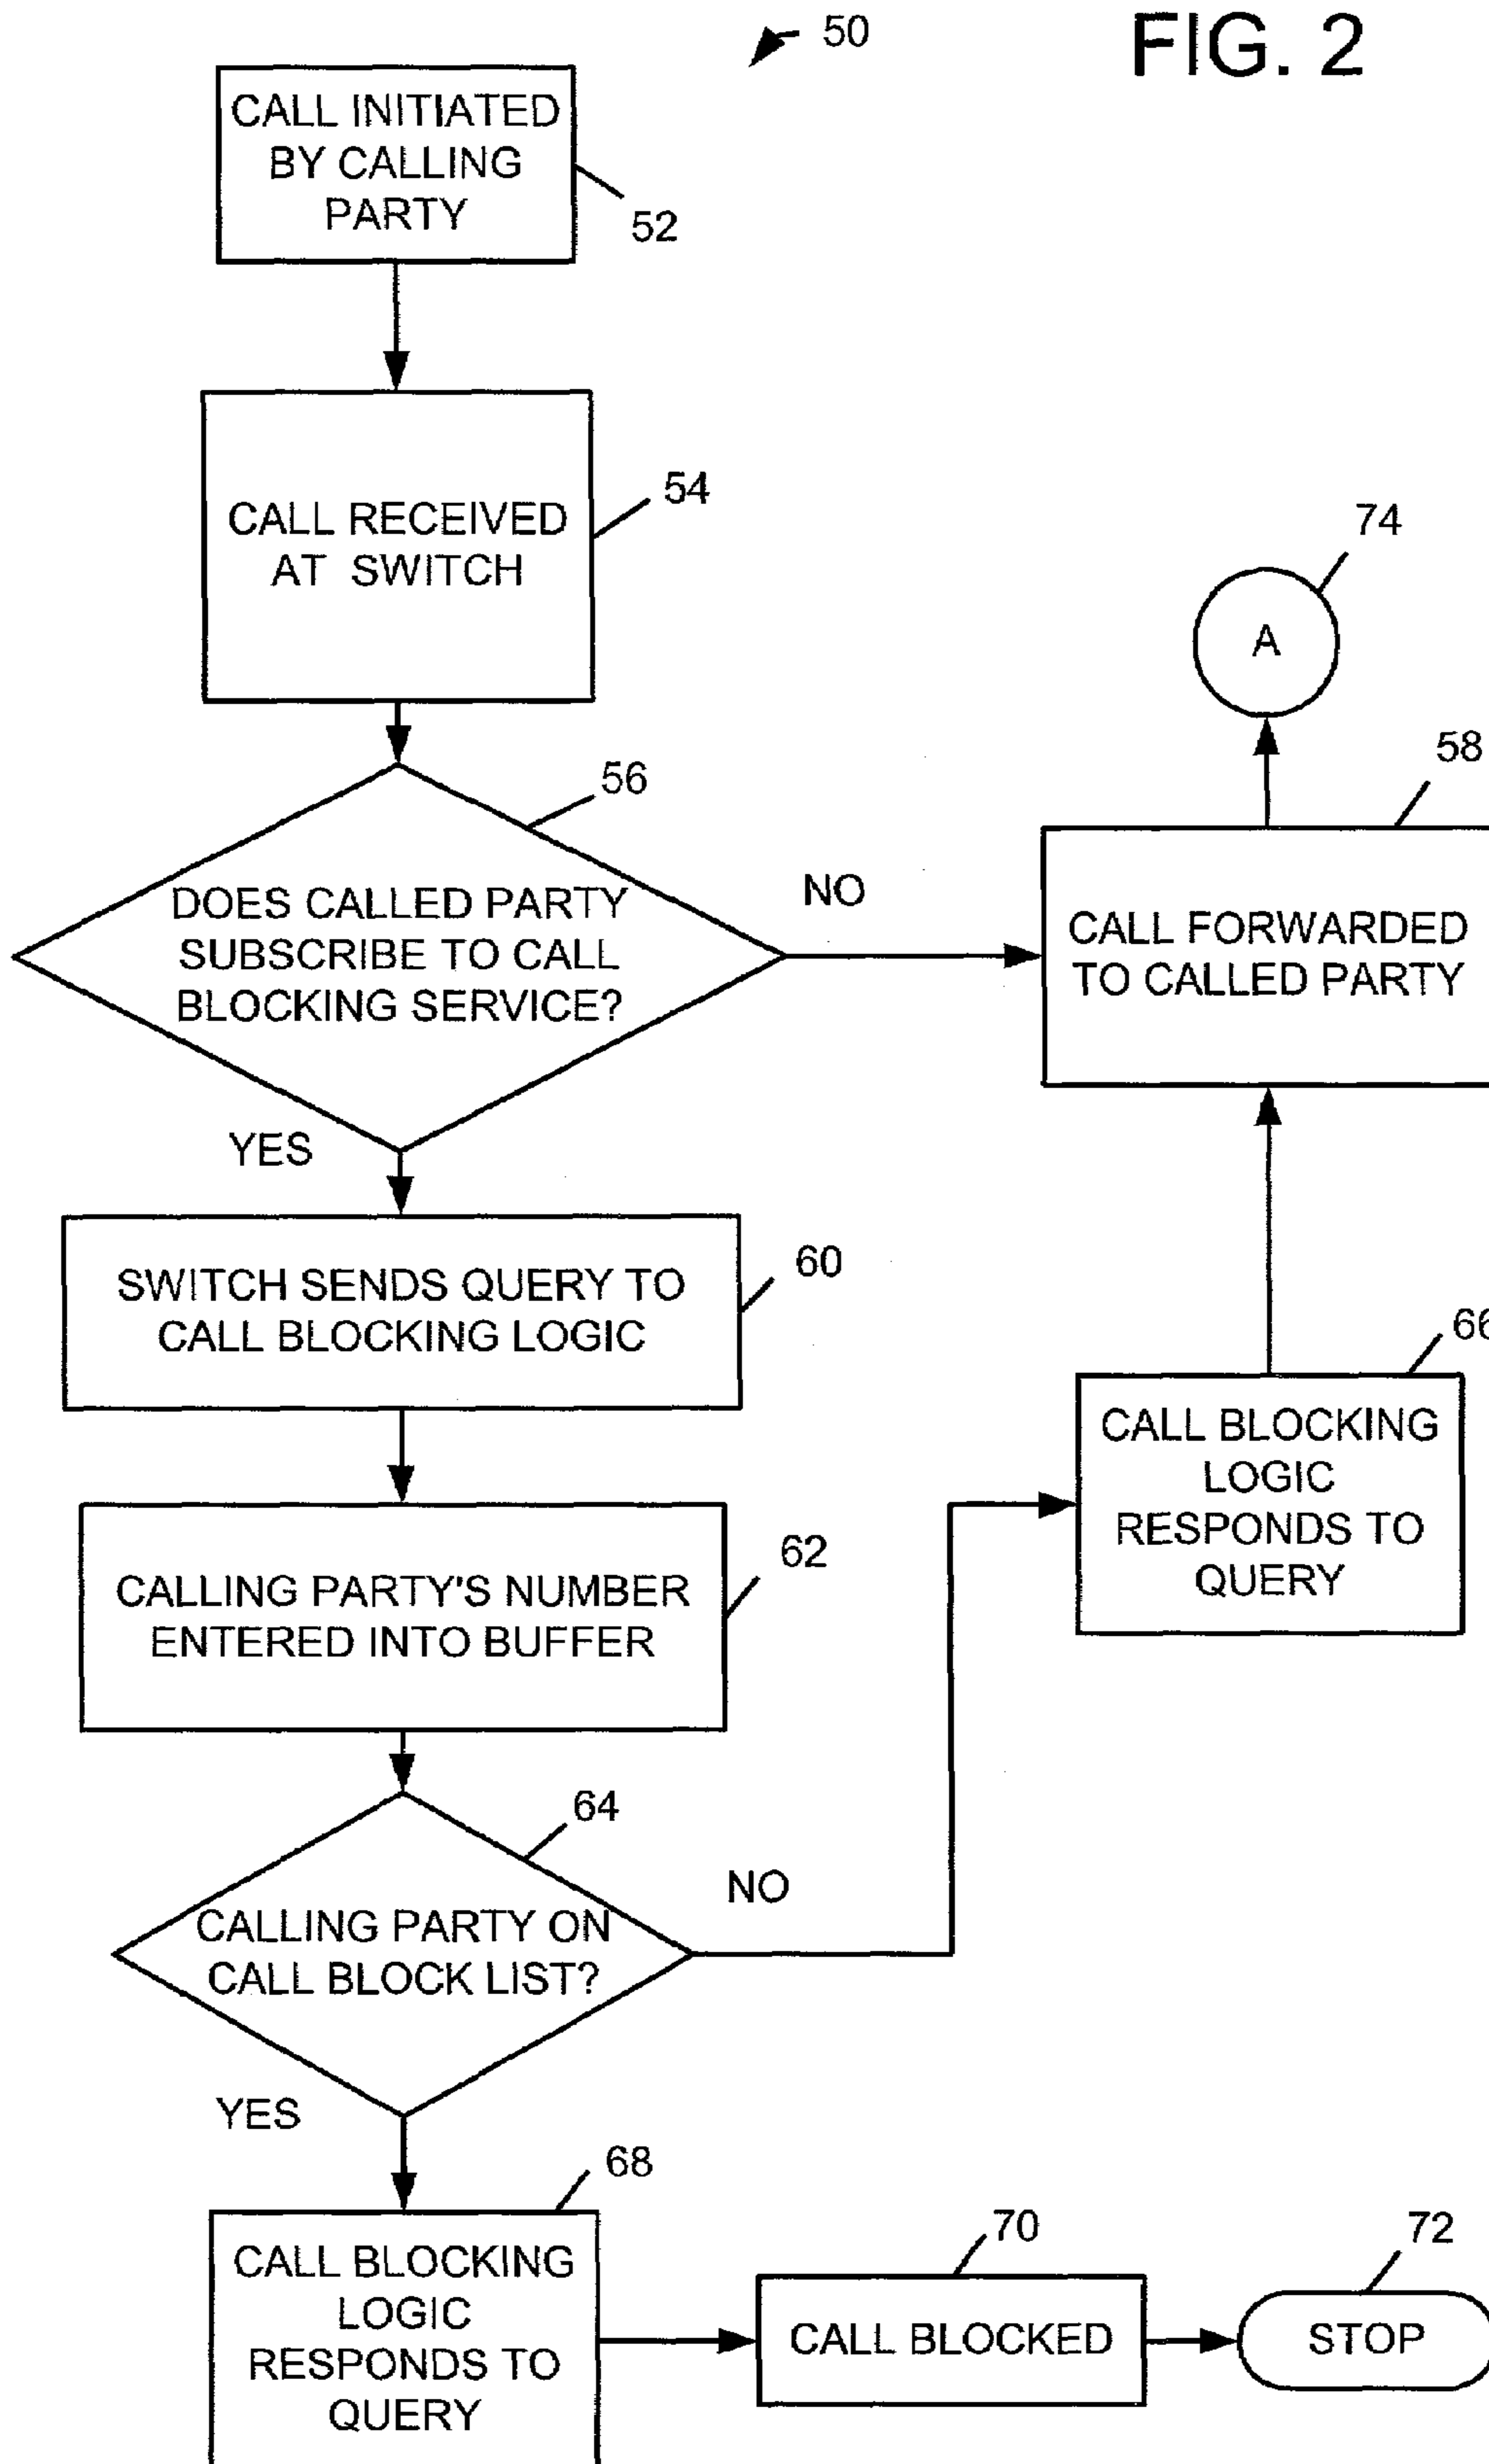 50
FIG. 2
CALL INITIATED
BY CALLING
PARTY
52
CALL RECEIVED
AT SWITCH
54
74
A
56
DOES CALLED PARTY
SUBSCRIBE TO CALL
BLOCKING SERVICE?
NO
58
CALL FORWARDED
TO CALLED PARTY
YES
SWITCH SENDS QUERY TO
CALL BLOCKING LOGIC
60
66
CALL BLOCKING
LOGIC
RESPONDS TO
QUERY
CALLING PARTY'S NUMBER
ENTERED INTO BUFFER
62
64
CALLING PARTY ON
CALL BLOCK LIST?
NO
YES
68
CALL BLOCKING
LOGIC
RESPONDS TO
QUERY
70
CALL BLOCKED
72
STOP